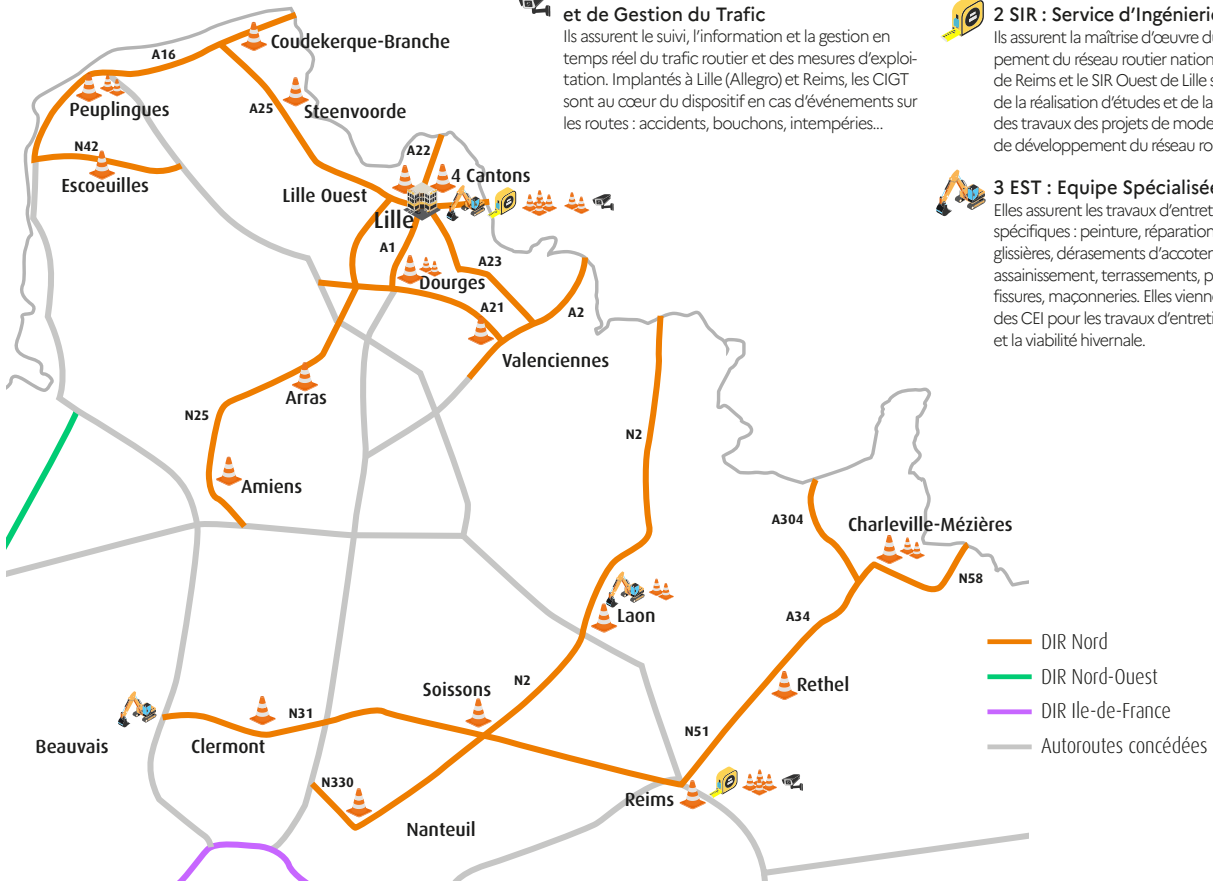 et de Gestion du Trafic
Ils assurent le suivi, l'information et la gestion en
temps réel du trafic routier et des mesures d'exploi-
tation. Implantés à Lille (Allegro) et Reims, les CIGT
sont au cœur du dispositif en cas d'événements sur
les routes : accidents, bouchons, intempéries...
2 SIR : Service d'Ingénierie
Ils assurent la maîtrise d'œuvre du
pement du réseau routier nation
de Reims et le SIR Ouest de Lille s
de la réalisation d'études et de la
des travaux des projets de mode
de développement du réseau ro
3 EST : Equipe Spécialisée
Elles assurent les travaux d'entret
spécifiques : peinture, réparation
glissières, dérasements d'accoter
assainissement, terrassements, p
fissures, maçonneries. Elles vienne
des CEI pour les travaux d'entreti
et la viabilité hivernale.
Coudekerque-Branche
A16
Peuplingues
A25
Steenvoorde
N42
Escoeuilles
A22
4 Cantons
Lille Ouest
Lille
A1
A23
Dourges
A21
A2
Valenciennes
Arras
N25
N2
Amiens
A304
Charleville-Mézières
N58
Laon
A34
DIR Nord
DIR Nord-Ouest
DIR Ile-de-France
Autoroutes concédées
Soissons
N2
Rethel
N31
Beauvais
Clermont
N51
N330
Reims
Nanteuil